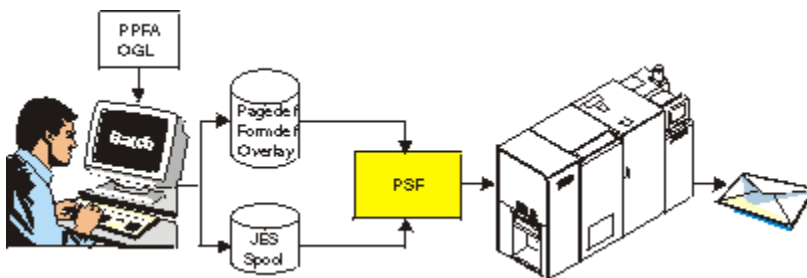 PPFA
OGL
Batch
Pagedef
Formdef
Overlay
PSF
JES
Spool